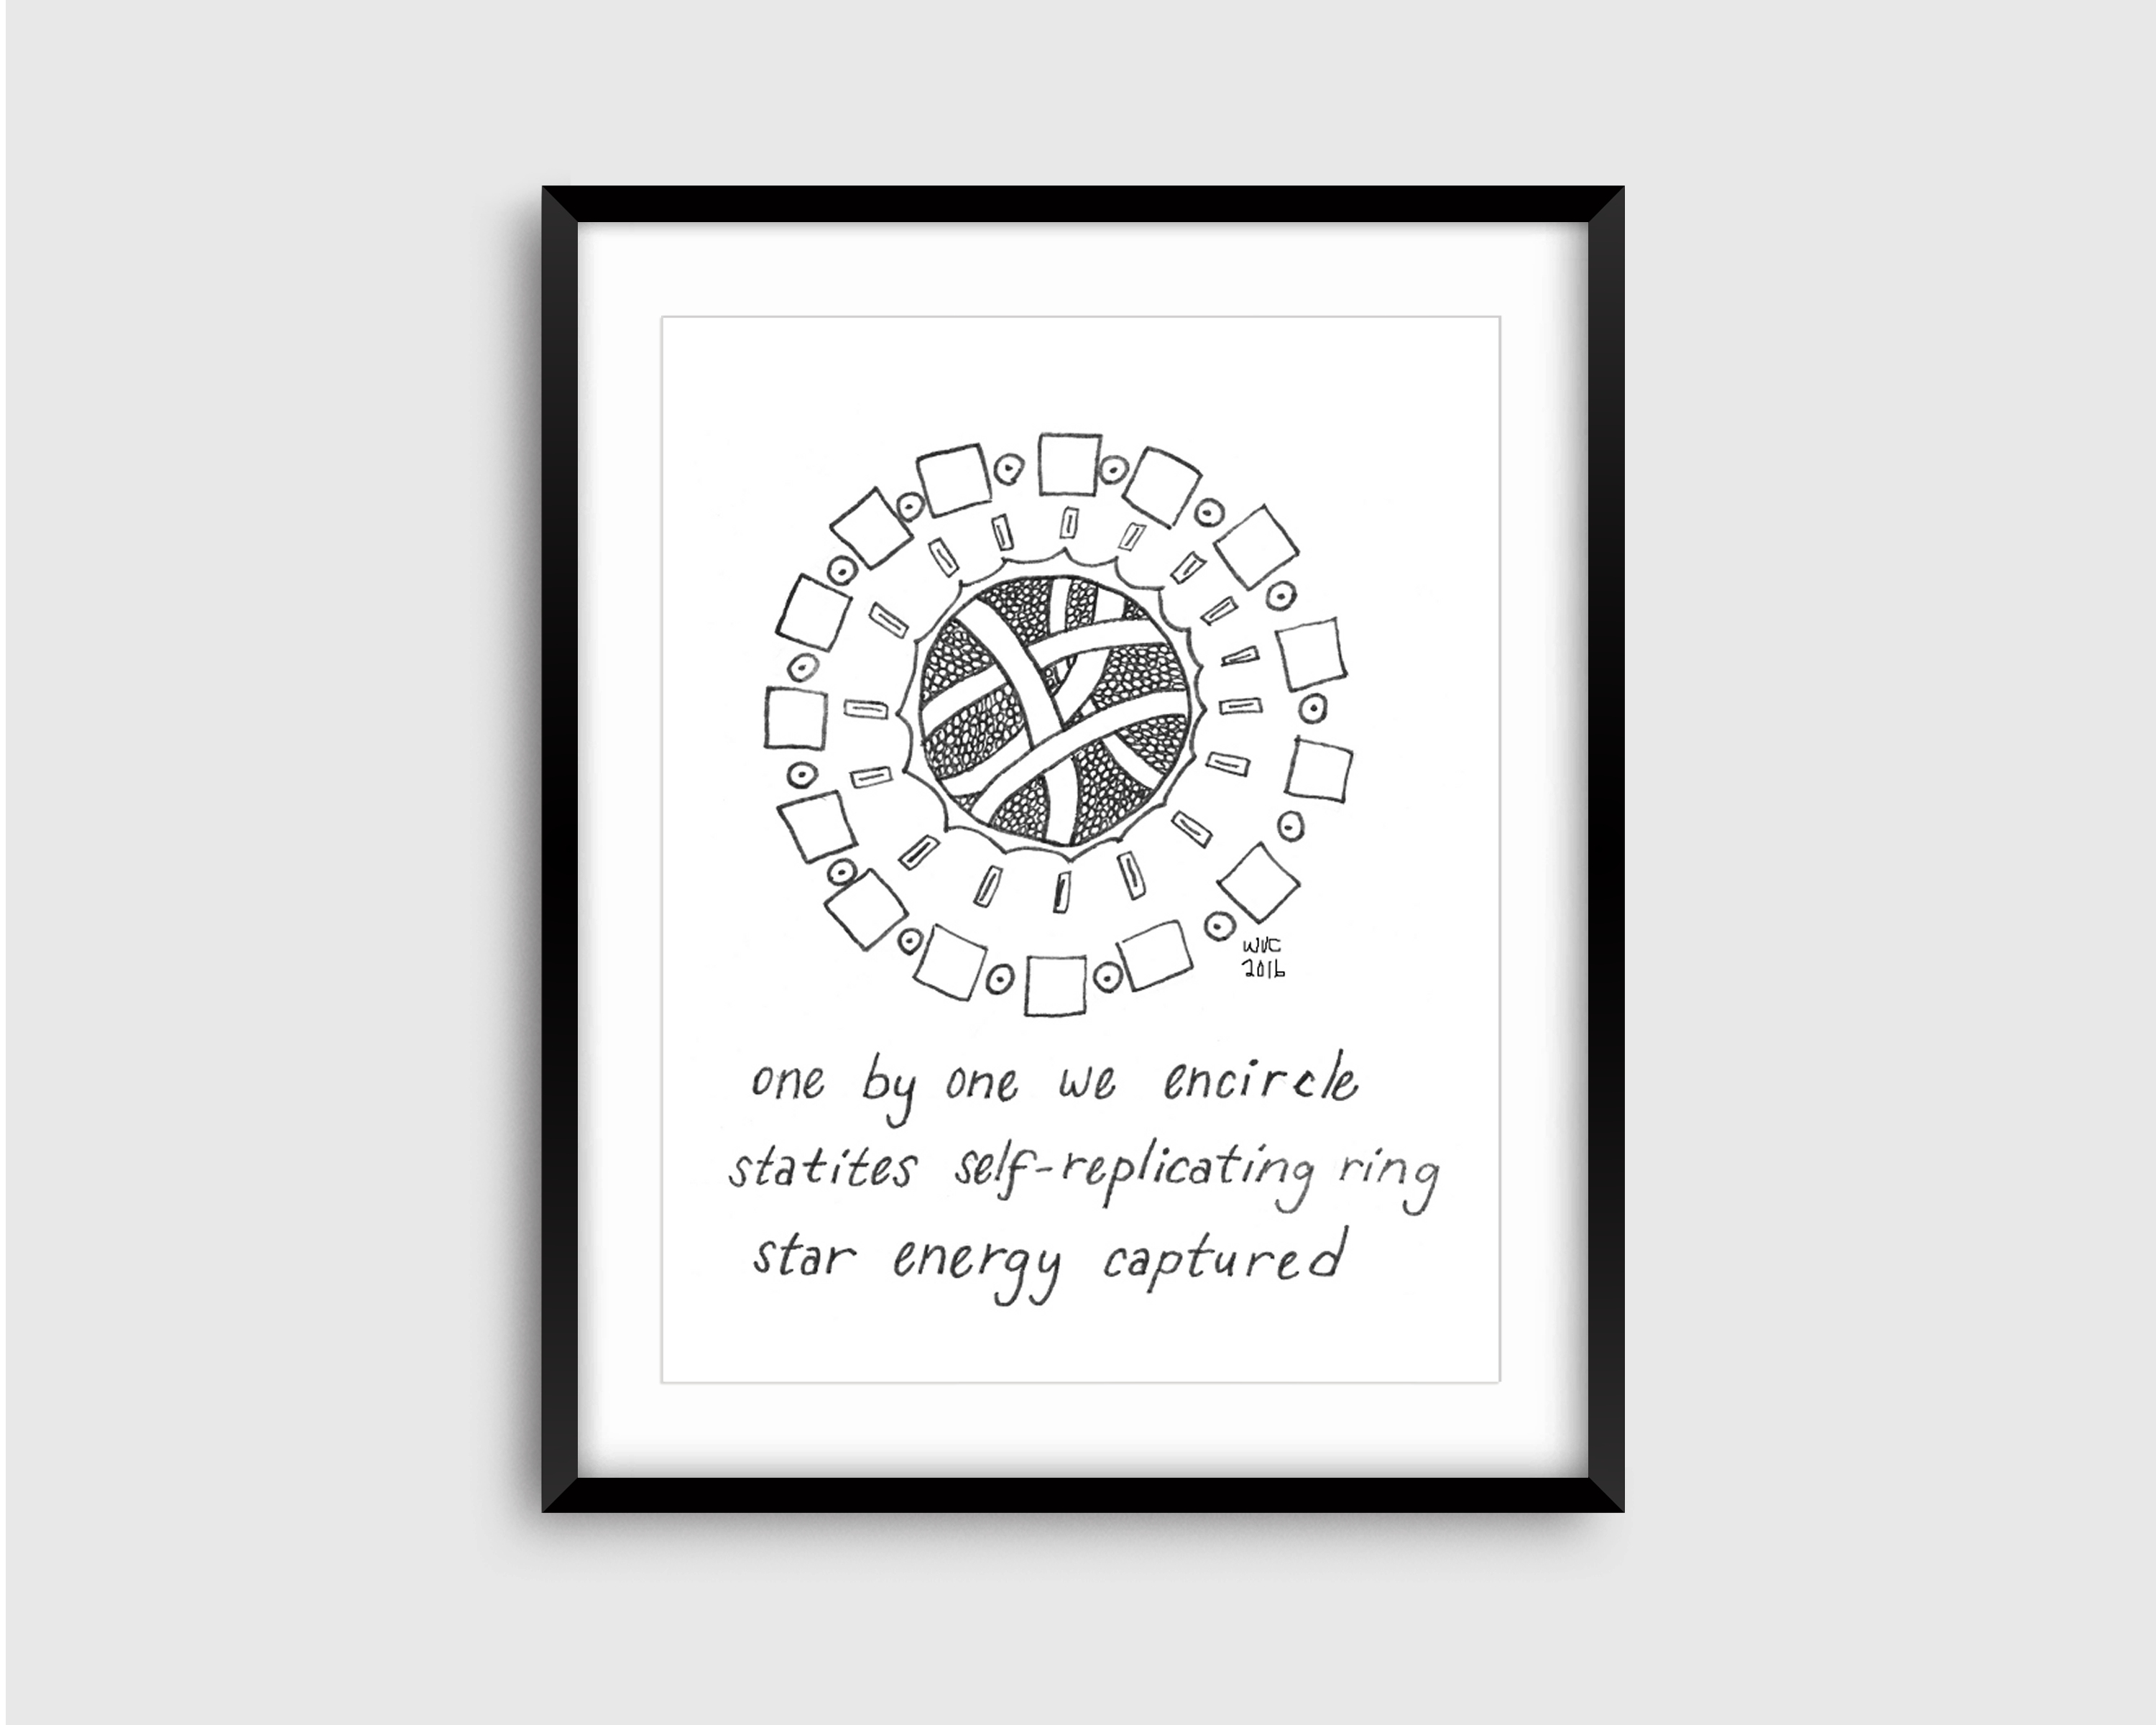 WVC
2016
one by one we encircle
statites self-replicating ring
star energy captured